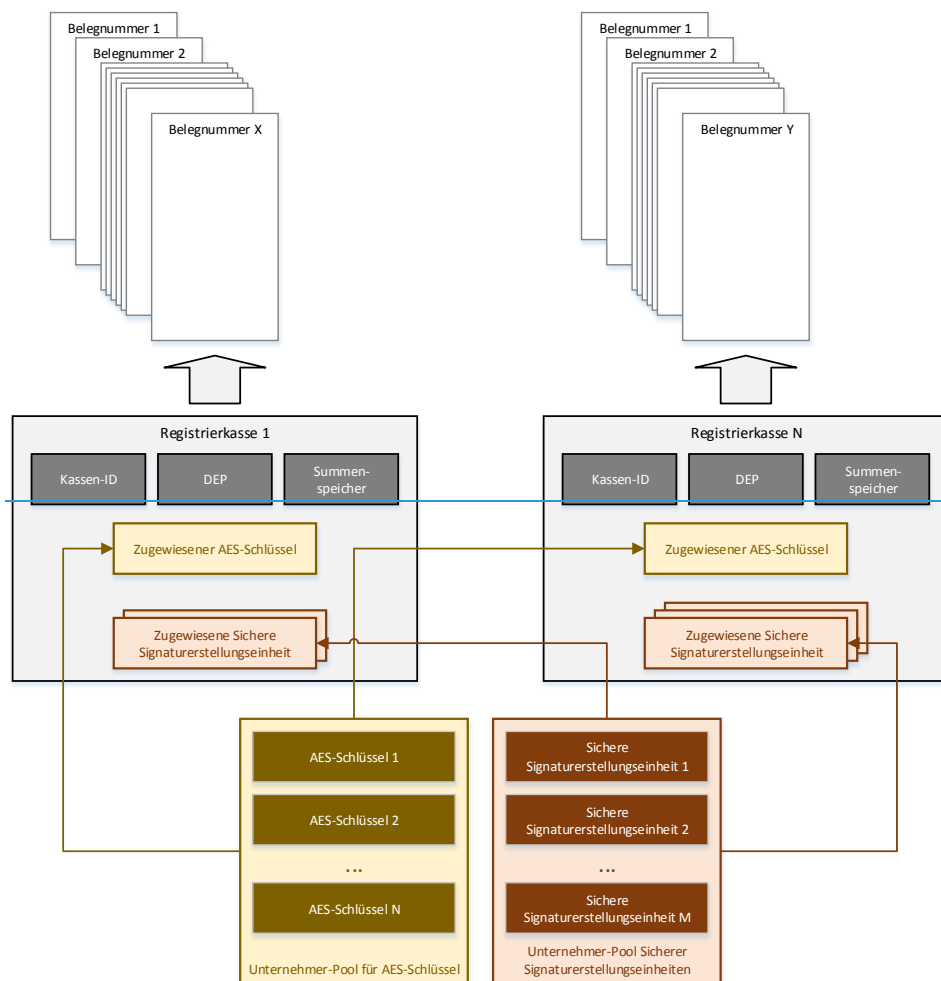 Belegnummer 1
Belegnummer 2
Belegnummer X
Belegnummer 1
Belegnummer 2
Belegnummer Y
Registrierkasse 1
Kassen-ID
DEP
Summen-
speicher
Zugewiesener AES-Schlüssel
Zugewiesene Sichere
Signaturerstellungseinheit
Registrierkasse N
Kassen-ID
DEP
Summen-
speicher
Zugewiesener AES-Schlüssel
Zugewiesene Sichere
Signaturerstellungseinheit
AES-Schlüssel 1
AES-Schlüssel 2
...
AES-Schlüssel N
Unternehmer-Pool für AES-Schlüssel
Sichere
Signaturerstellungseinheit 1
Sichere
Signaturerstellungseinheit 2
...
Sichere
Signaturerstellungseinheit M
Unternehmer-Pool Sicherer
Signaturerstellungseinheiten